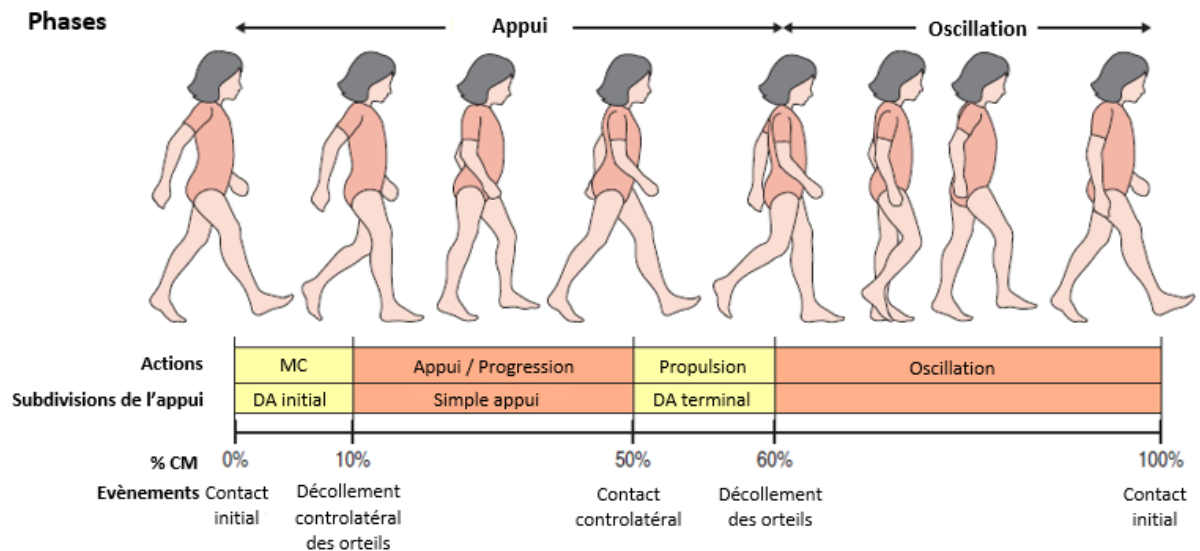 Phases
Appui
Oscillation
Actions MC Appui / Progression Propulsion Oscillation
Subdivisions de l'appui DA initial Simple appui DA terminal
% CM 0% 10% 50% 60% 100%
Evènements Contact Décollement Contact Décollement Contact
initial controlatéral controlatéral des orteils initial
des orteils